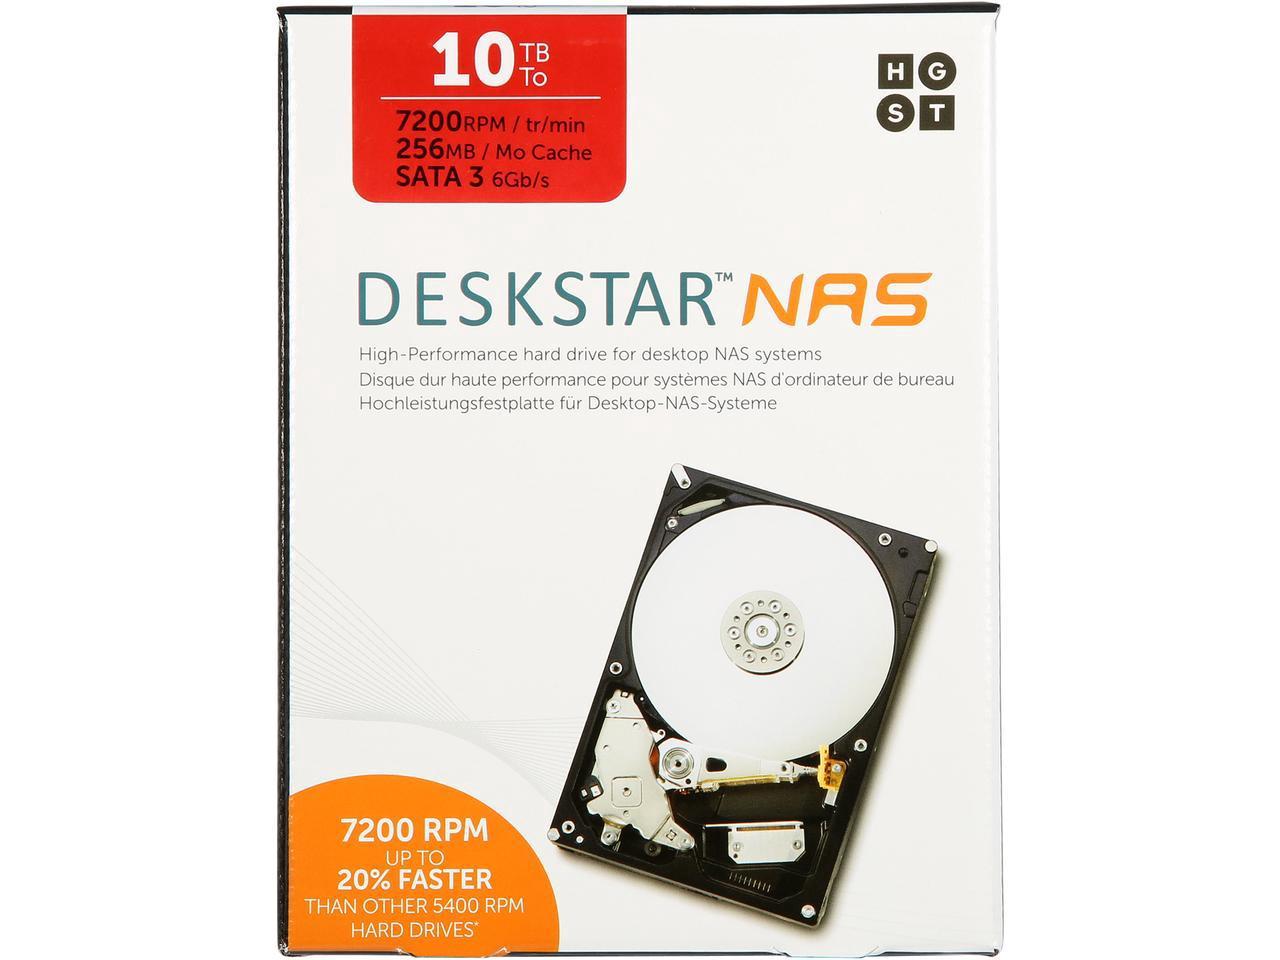 10 TB To
7200RPM / tr/min
256MB / Mo Cache
SATA 3 6Gb/s
HG
ST
DESKSTAR™ NAS
High-Performance hard drive for desktop NAS systems
Disque dur haute performance pour systèmes NAS d'ordinateur de bureau
Hochleistungsfestplatte für Desktop-NAS-Systeme
7200 RPM
UP TO
20% FASTER
THAN OTHER 5400 RPM
HARD DRIVES*